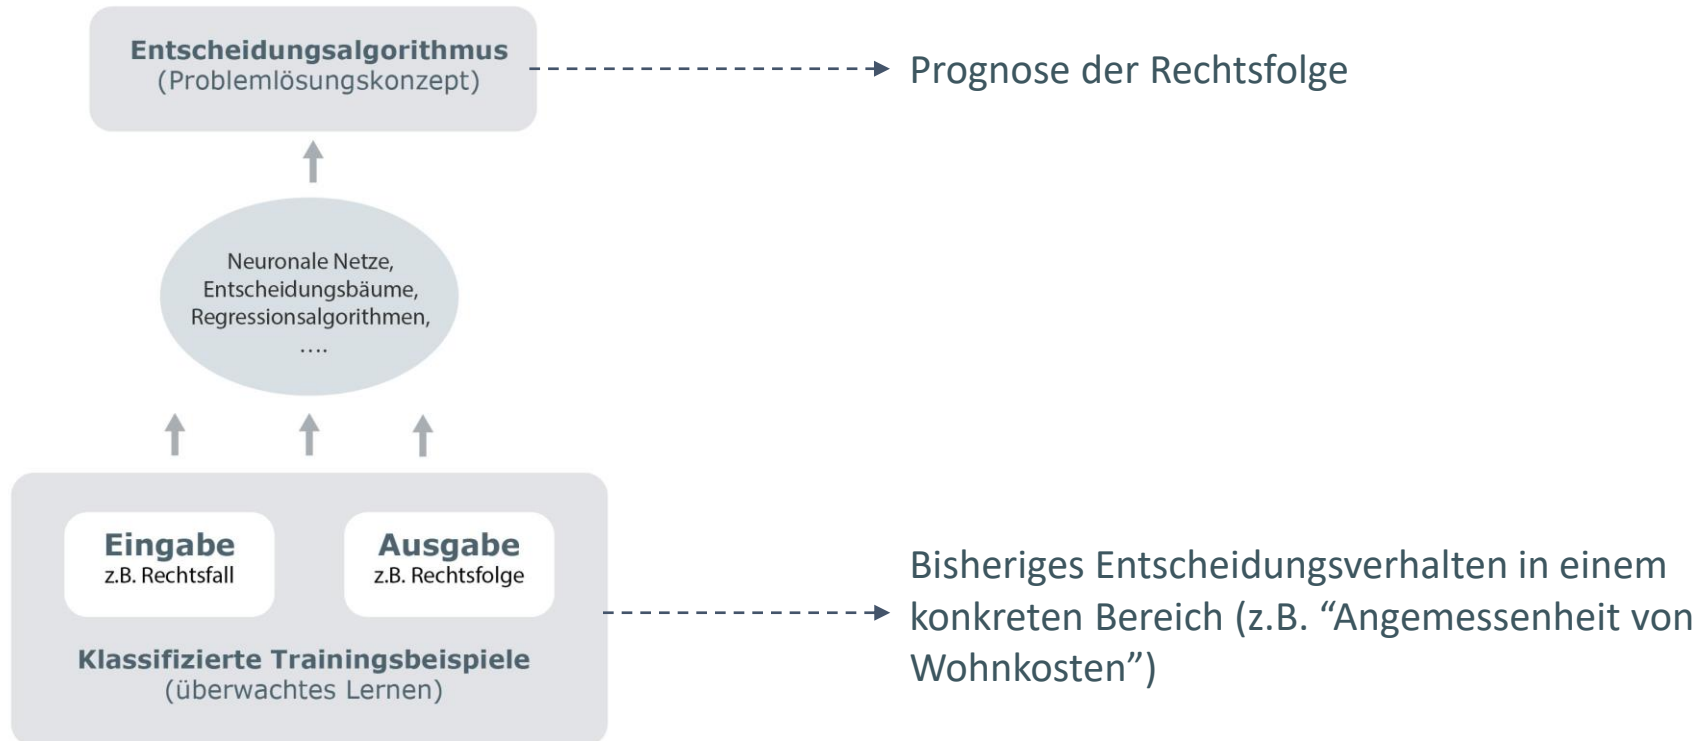 Entscheidungsalgorithmus
(Problemlösungskonzept)
Prognose der Rechtsfolge
Neuronale Netze,
Entscheidungsbäume,
Regressionsalgorithmen,
....
Eingabe
z.B. Rechtsfall
Ausgabe
z.B. Rechtsfolge
Klassifizierte Trainingsbeispiele
(überwachtes Lernen)
Bisheriges Entscheidungsverhalten in einem
konkreten Bereich (z.B. “Angemessenheit von
Wohnkosten”)